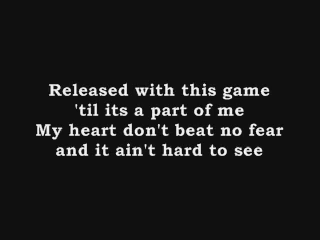 Released with this game
'til its a part of me
My heart don't beat no fear
and it ain't hard to see